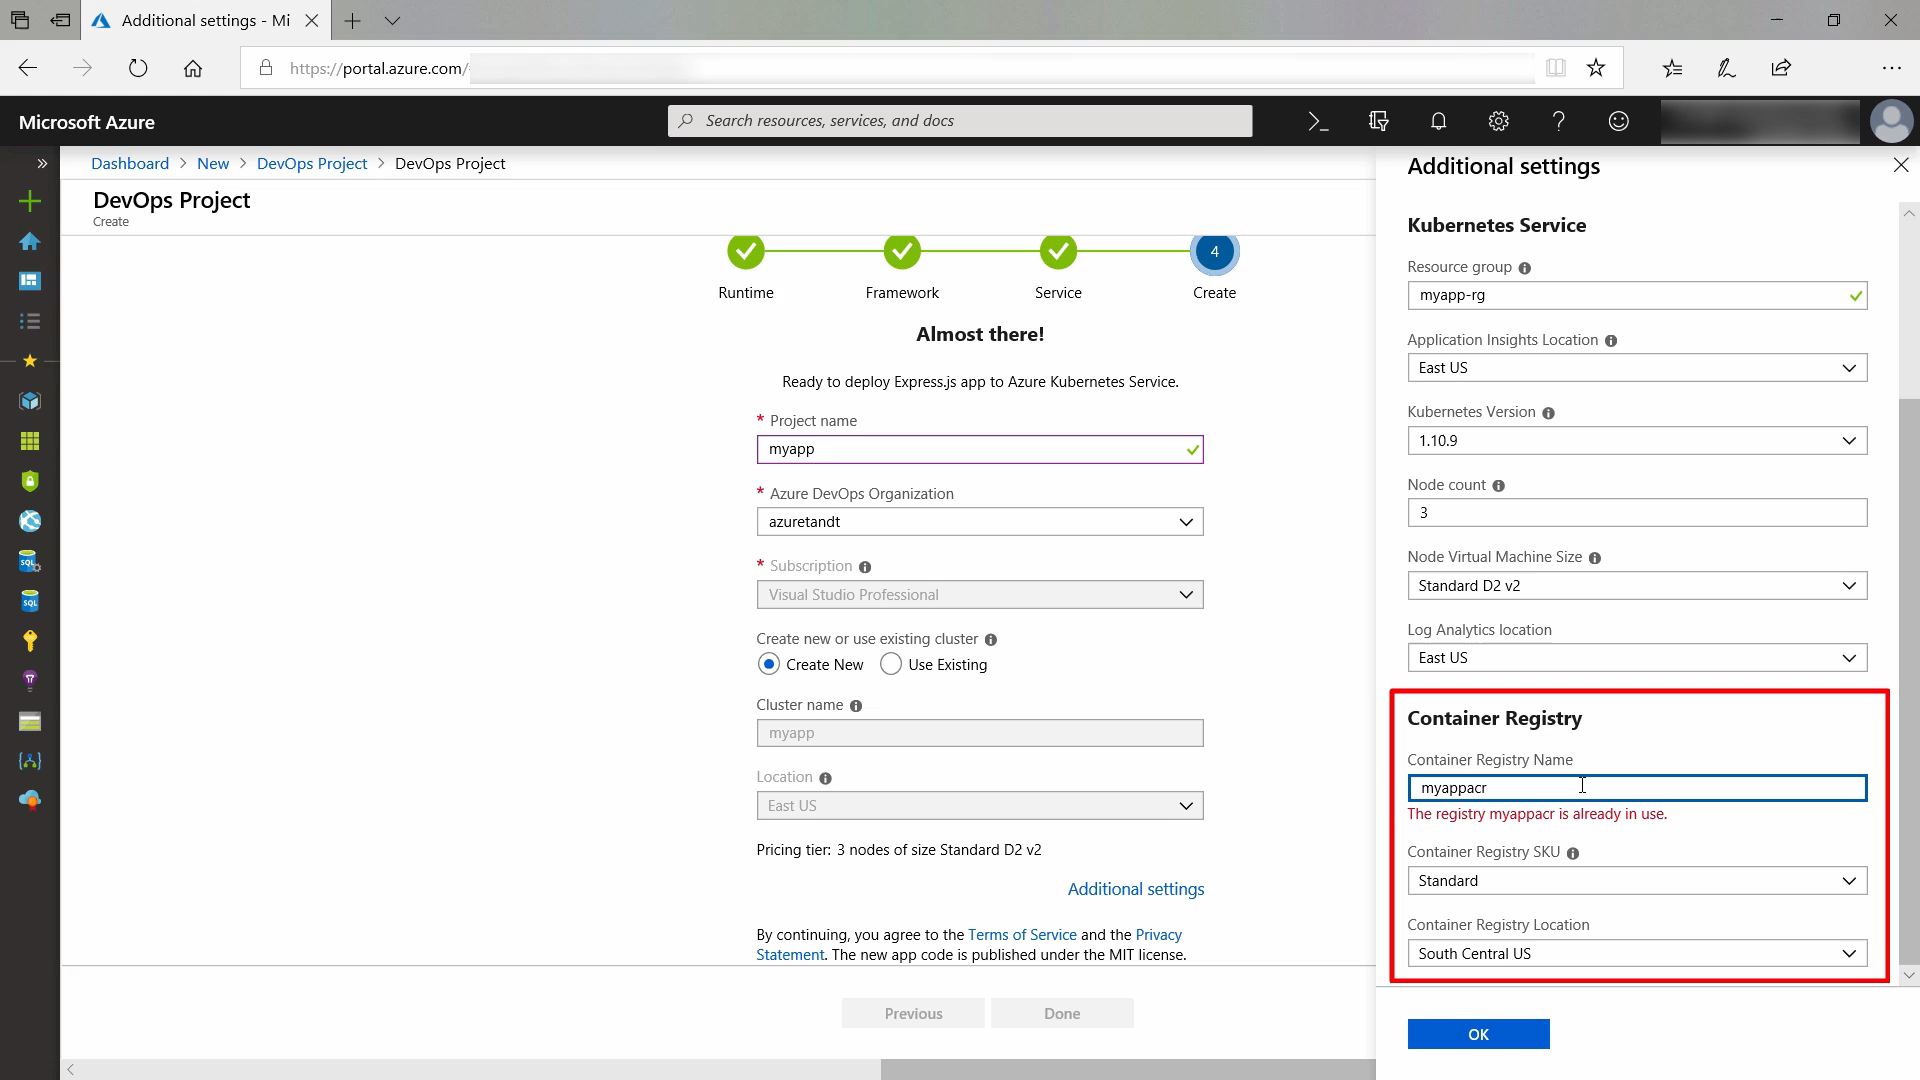 Additional settings - Mi
https://portal.azure.com/
Microsoft Azure
Search resources, services, and docs
Dashboard > New > DevOps Project > DevOps Project
DevOps Project
Create
4
Runtime
Framework
Service
Create
Almost there!
Ready to deploy Express.js app to Azure Kubernetes Service.
* Project name
myapp
* Azure DevOps Organization
azuretandt
* Subscription
Visual Studio Professional
Create new or use existing cluster
Create New
Use Existing
Cluster name
myapp
Location
East US
Pricing tier: 3 nodes of size Standard D2 v2
Additional settings
By continuing, you agree to the Terms of Service and the Privacy
Statement. The new app code is published under the MIT license.
Previous
Done
Additional settings
Kubernetes Service
Resource group
myapp-rg
Application Insights Location
East US
Kubernetes Version
1.10.9
Node count
3
Node Virtual Machine Size
Standard D2 v2
Log Analytics location
East US
Container Registry
Container Registry Name
myappacr
The registry myappacr is already in use.
Container Registry SKU
Standard
Container Registry Location
South Central US
OK